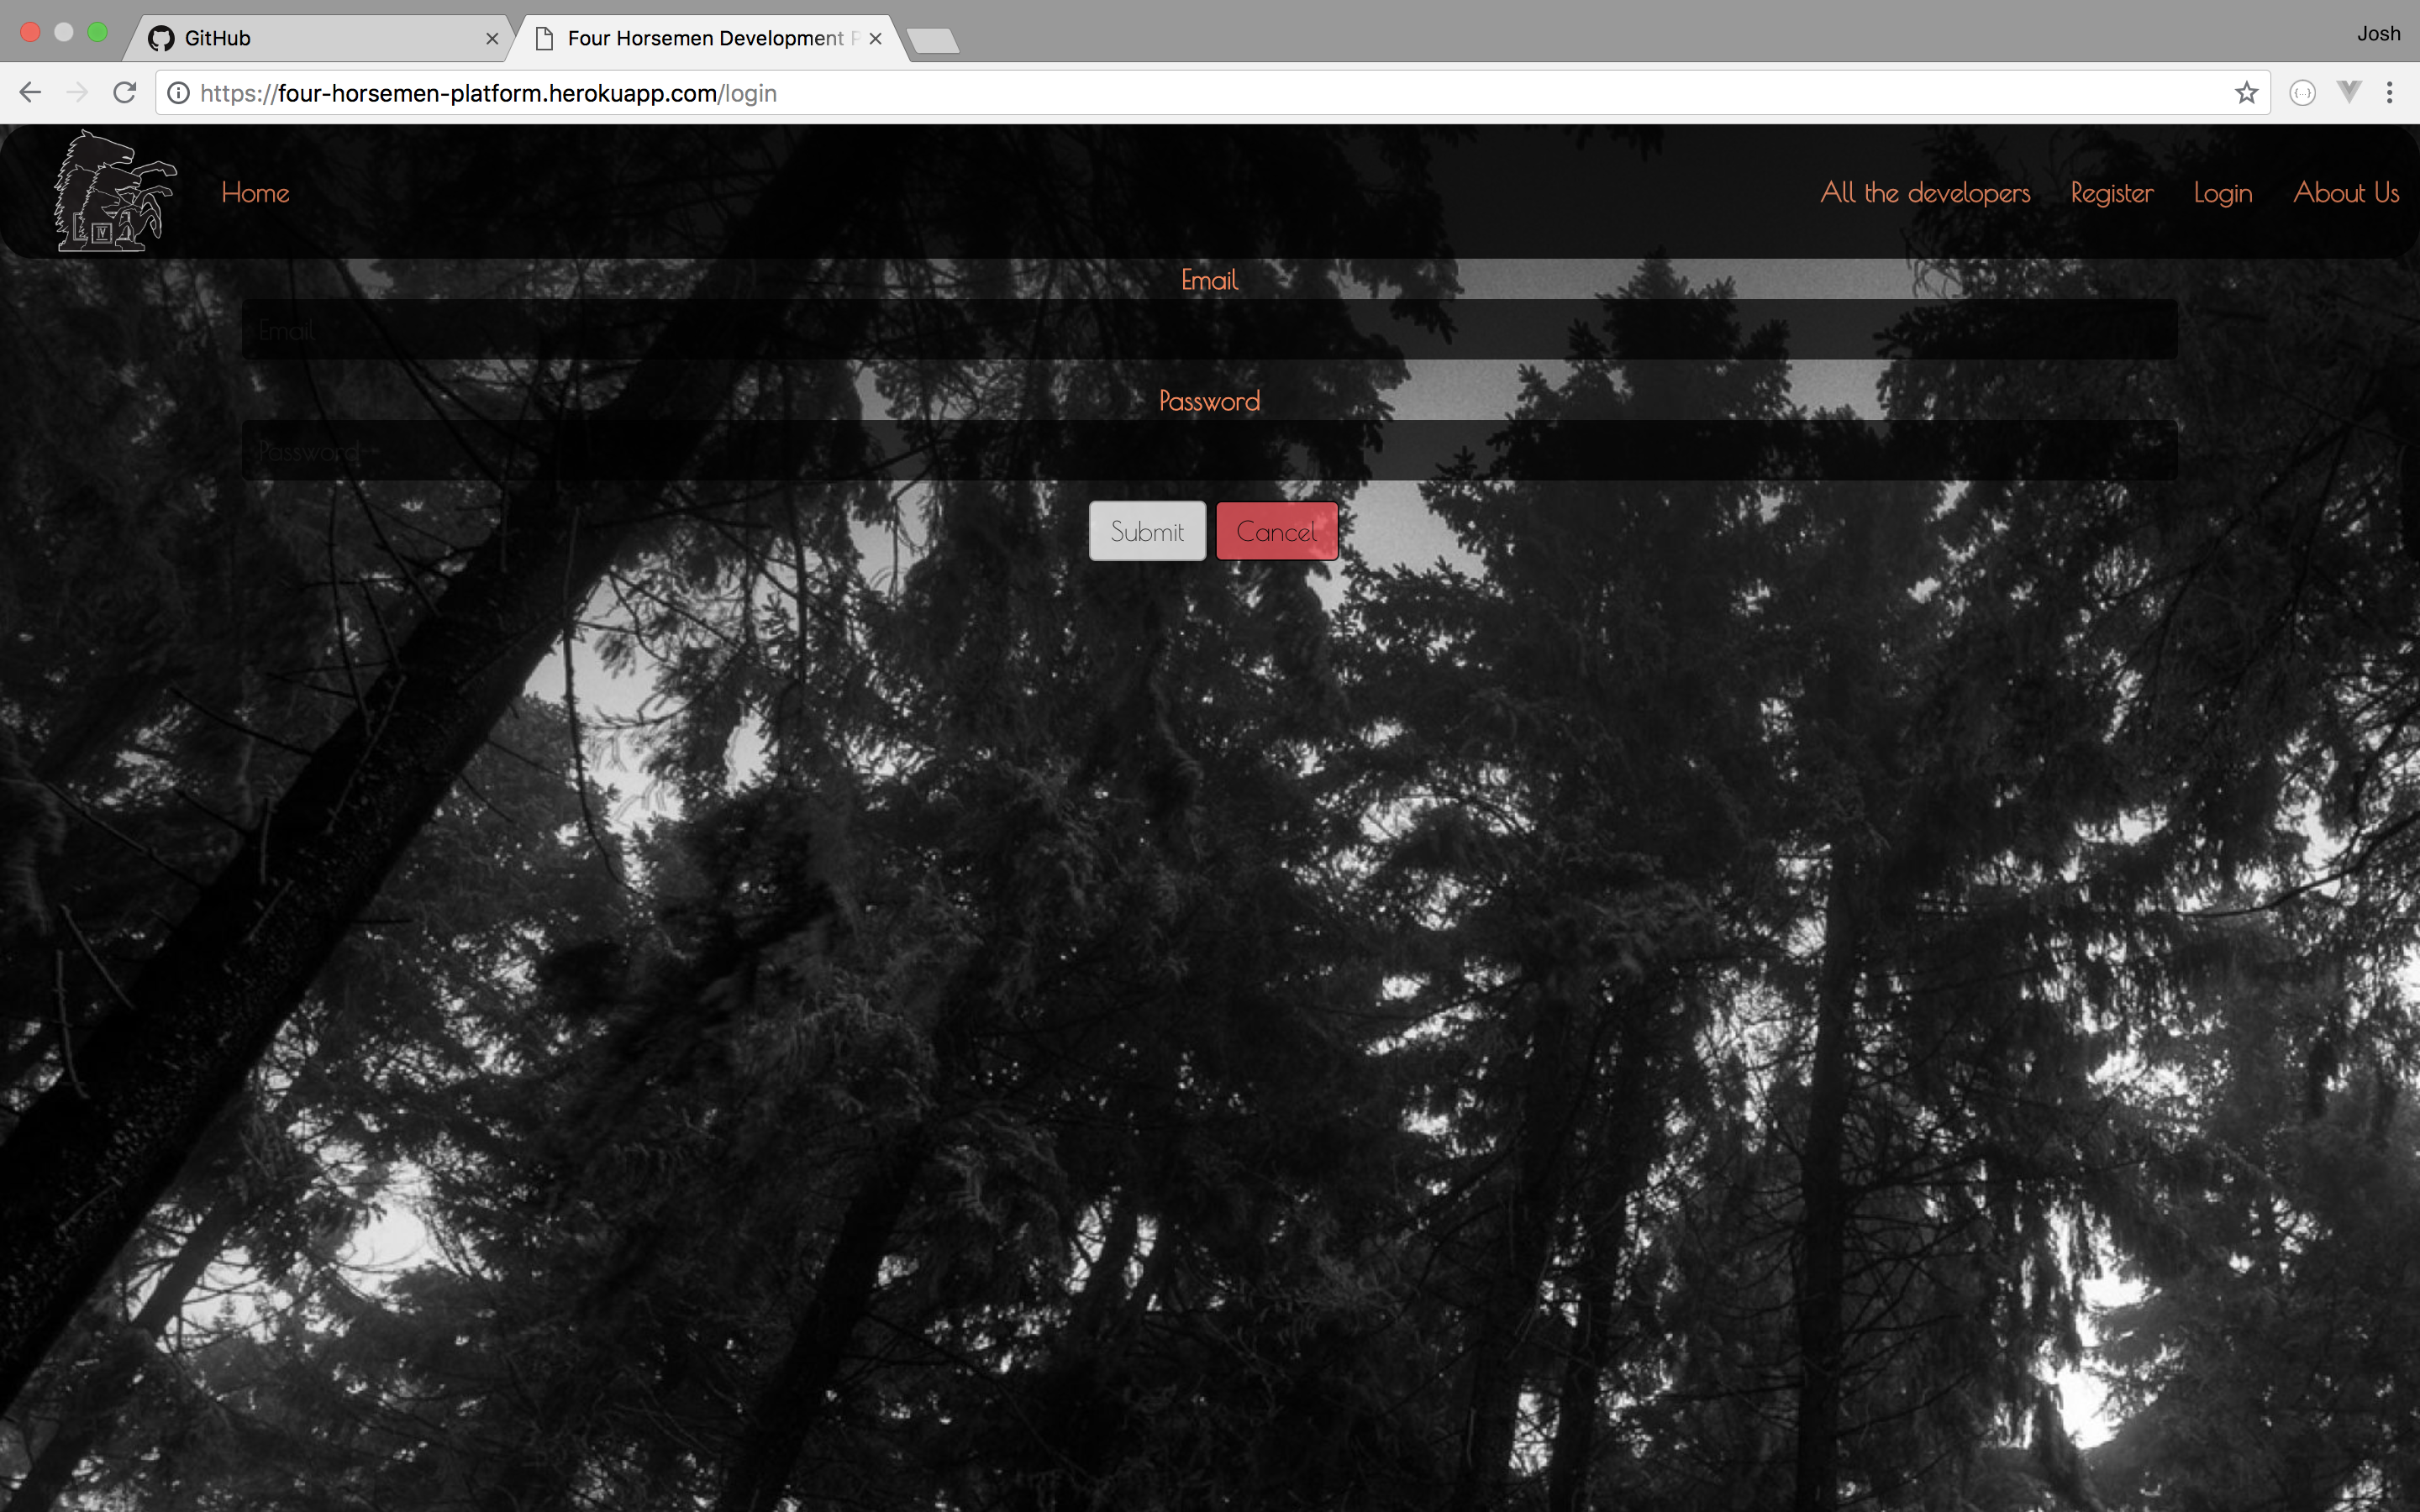 GitHub
Four Horsemen Development P
Josh
https://four-horsemen-platform.herokuapp.com/login
IV
Home
All the developers
Register
Login
About Us
Email
Email
Password
Password
Submit
Cancel